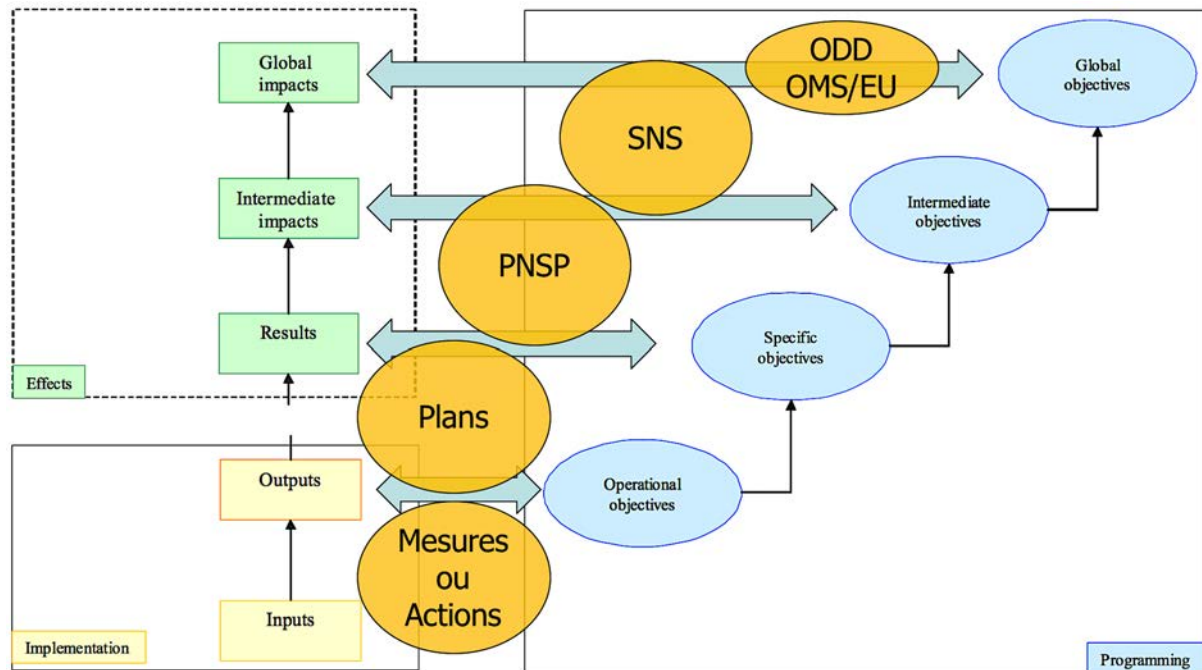 ODD
OMS/EU
Global
impacts
Global
objectives
SNS
Intermediate
impacts
Intermediate
objectives
PNSP
Results
Specific
objectives
Effects
Plans
Outputs
Operational
objectives
Mesures
ou
Actions
Inputs
Implementation
Programming